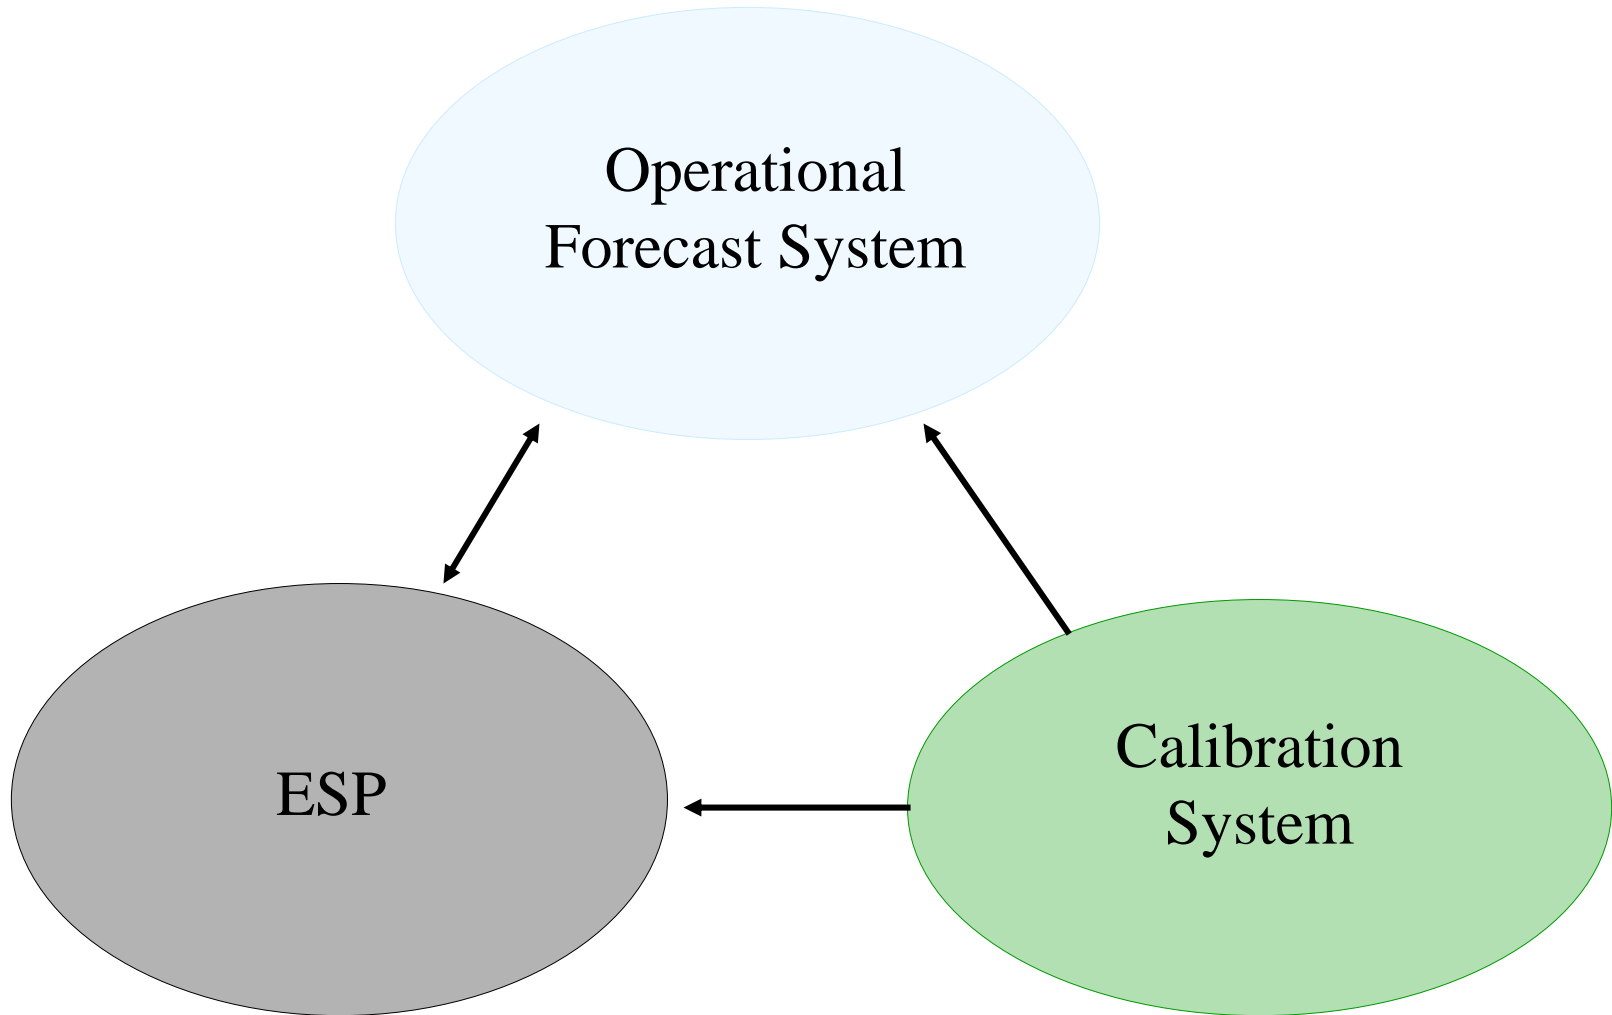 Operational
Forecast System
ESP
Calibration
System